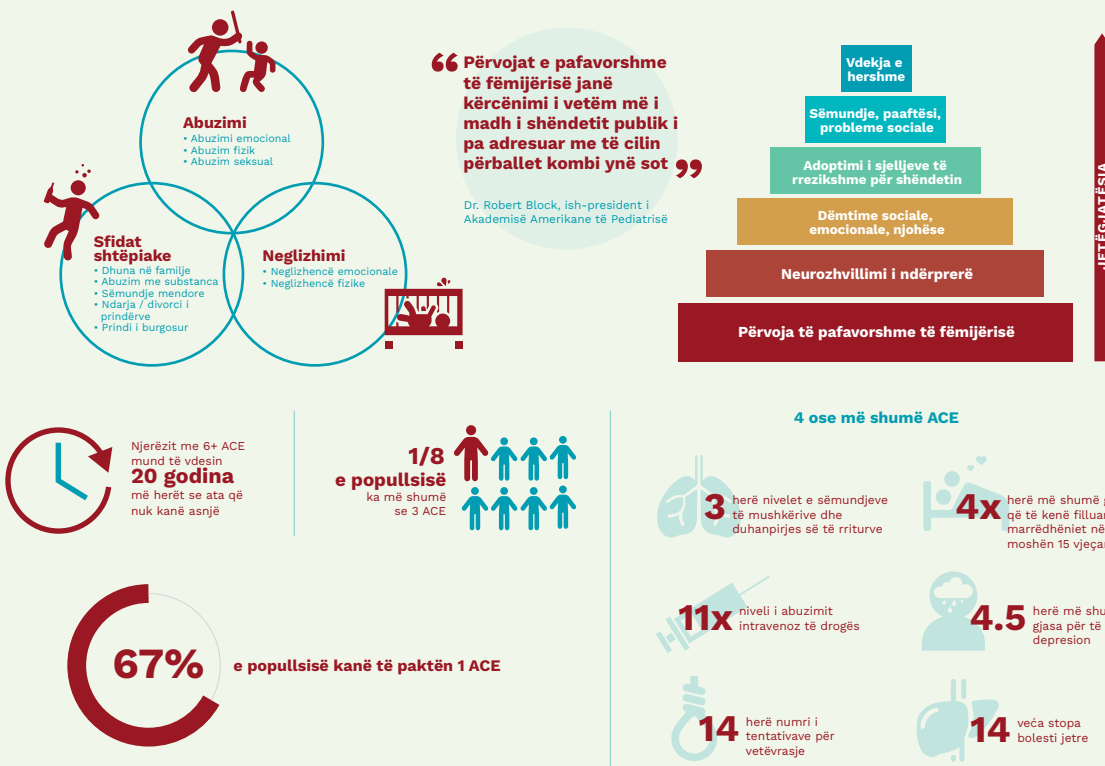 Abuzimi
• Abuzimi emocional
• Abuzim fizik
• Abuzim seksual
Sfidat
shtëpiake
• Dhuna në familje
• Abuzim me substanca
• Sëmundje mendore
• Ndarja / divorci i
prindërve
• Prindi i burgosur
Neglizhimi
• Neglizhencë emocionale
• Neglizhencë fizike
“ Përvojat e pafavorshme
të fëmijërisë janë
kërcënimi i vetëm më i
madh i shëndetit publik i
pa adresuar me të cilin
përballet kombi ynë sot ”
Dr. Robert Block, ish-president i
Akademisë Amerikane të Pediatrisë
Vdekja e
hershme
Sëmundje, paaftësi,
probleme sociale
Adoptimi i sjelljeve të
rrezikshme për shëndetin
Dëmtime sociale,
emocionale, njohëse
Neurozhvillimi i ndërprerë
Përvoja të pafavorshme të fëmijërisë
JETËGJATËSIA
Njerëzit me 6+ ACE
mund të vdesin
20 godina
më herët se ata që
nuk kanë asnjë
1/8
e popullsisë
ka më shumë
se 3 ACE
67%
e popullsisë kanë të paktën 1 ACE
4 ose më shumë ACE
3
herë nivelet e sëmundjeve
të mushkërive dhe
duhanpirjes së të rriturve
4x
herë më shumë
që të kenë
marrëdhëniet në
moshën 15
11x
niveli i abuzimit
intravenoz të drogës
4.5
herë më
gjasa për të
depresion
14
herë numri i
tentativave për
vetëvrasje
14
veća stopa
bolesti jetre